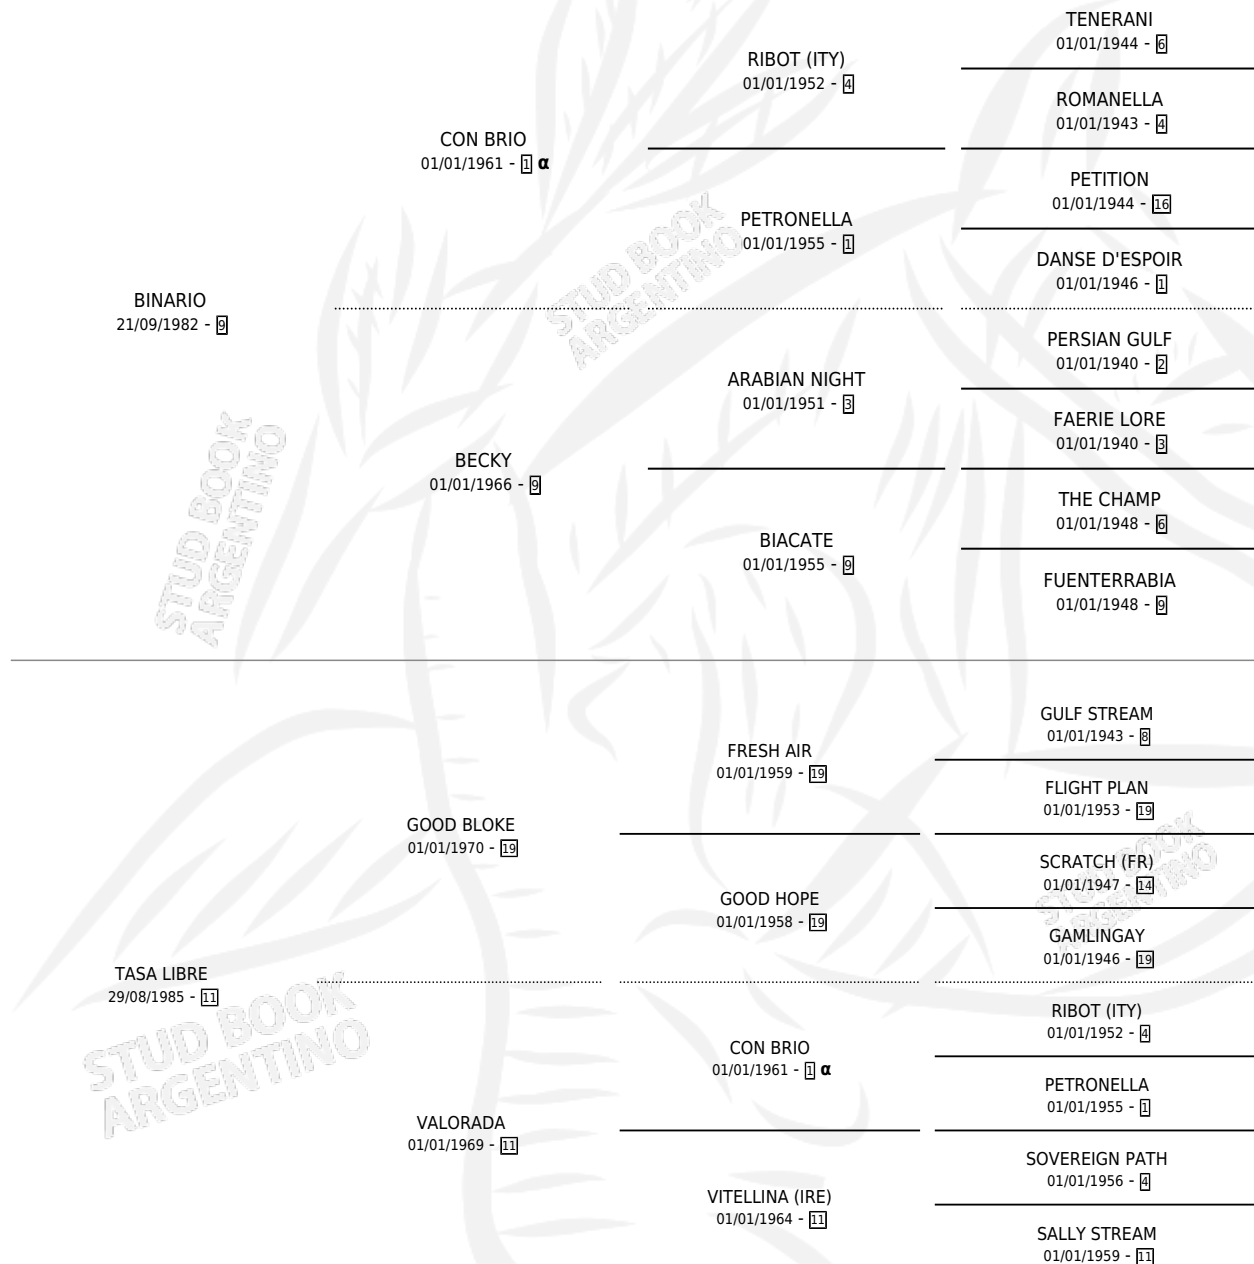 TENERANI
01/01/1944 - 6
RIBOT (ITY)
01/01/1952 - 4
ROMANELLA
01/01/1943 - 4
CON BRIO
01/01/1961 - 1 α
PETITION
01/01/1944 - 16
PETRONELLA
01/01/1955 - 1
DANSE D'ESPOIR
01/01/1946 - 1
STUD BOOK
ARGENTINO
BINARIO
21/09/1982 - 9
PERSIAN GULF
01/01/1940 - 2
ARABIAN NIGHT
01/01/1951 - 3
FAERIE LORE
01/01/1940 - 3
BECKY
01/01/1966 - 9
THE CHAMP
01/01/1948 - 6
BIACATE
01/01/1955 - 9
FUENTERRABIA
01/01/1948 - 9
STUD BOOK
ARGENTINO
GULF STREAM
01/01/1943 - 8
FRESH AIR
01/01/1959 - 19
FLIGHT PLAN
01/01/1953 - 19
GOOD BLOKE
01/01/1970 - 19
SCRATCH (FR)
01/01/1947 - 14
STUD BOOK
ARGENTINO
GOOD HOPE
01/01/1958 - 19
GAMLINGAY
01/01/1946 - 19
TASA LIBRE
29/08/1985 - 11
RIBOT (ITY)
01/01/1952 - 4
CON BRIO
01/01/1961 - 1 α
PETRONELLA
01/01/1955 - 1
STUD BOOK
ARGENTINO
VALORADA
01/01/1969 - 11
SOVEREIGN PATH
01/01/1956 - 4
VITELLINA (IRE)
01/01/1964 - 11
SALLY STREAM
01/01/1959 - 11